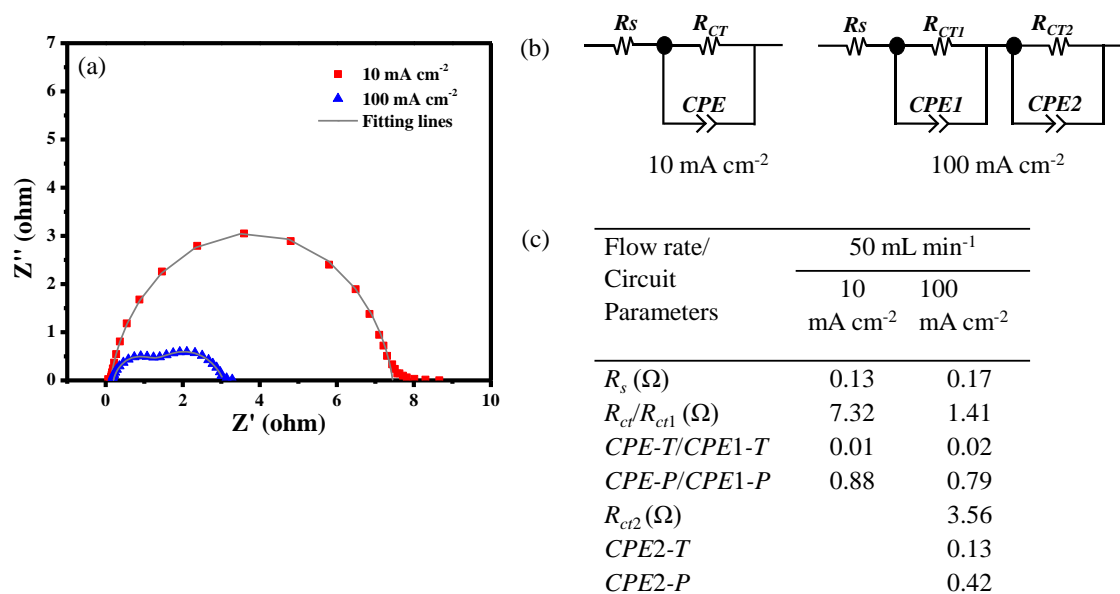 (a)
10 mA cm-2
100 mA cm-2
Fitting lines
7
6
5
4
3
2
1
0
0 2 4 6 8 10
Z'' (ohm)
Z' (ohm)
(b)
Rs RCT
CPE
10 mA cm-2
Rs RCT1 RCT2
CPE1 CPE2
100 mA cm-2
(c)
Flow rate/ Circuit Parameters 50 mL min-1
10 mA cm-2 100 mA cm-2
Rs (Ω) 0.13 0.17
Rct/Rct1 (Ω) 7.32 1.41
CPE-T/CPE1-T 0.01 0.02
CPE-P/CPE1-P 0.88 0.79
Rct2 (Ω) 3.56
CPE2-T 0.13
CPE2-P 0.42